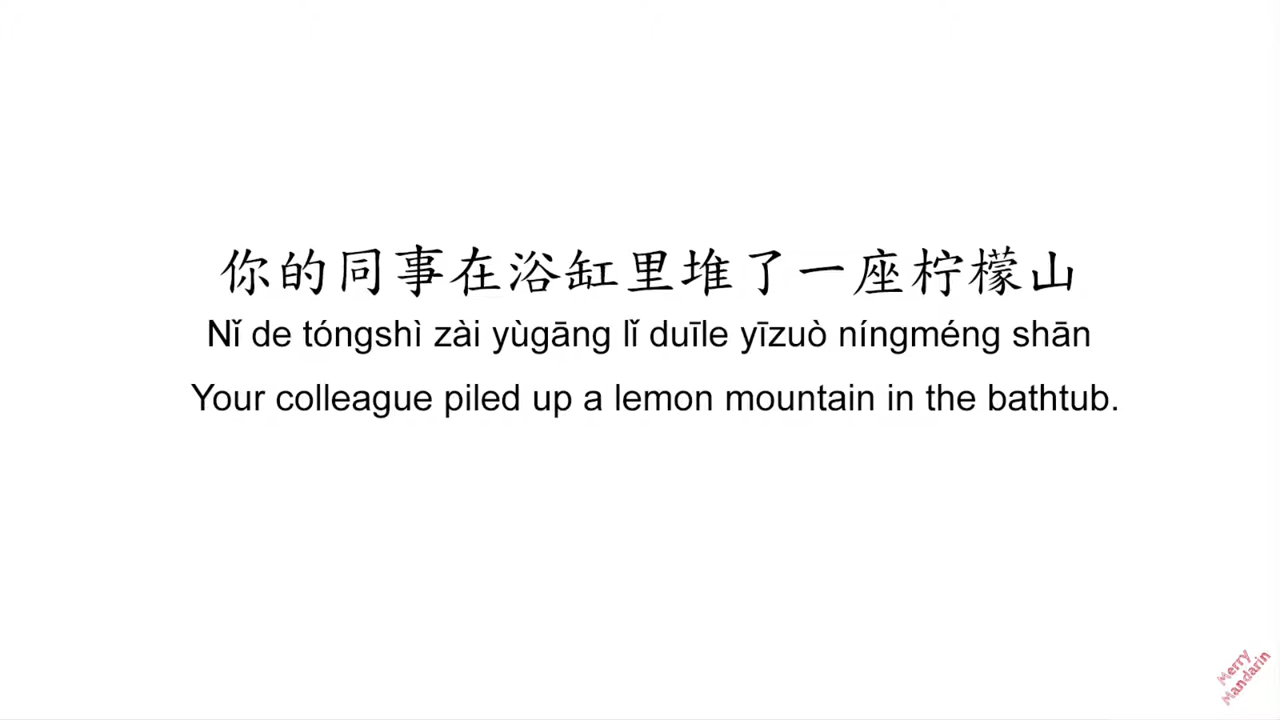 你的同事在浴缸里堆了一座柠檬山
Nǐ de tóngshì zài yùgāng lǐ duīle yīzuò níngméng shān
Your colleague piled up a lemon mountain in the bathtub.
Merry
Mandarin